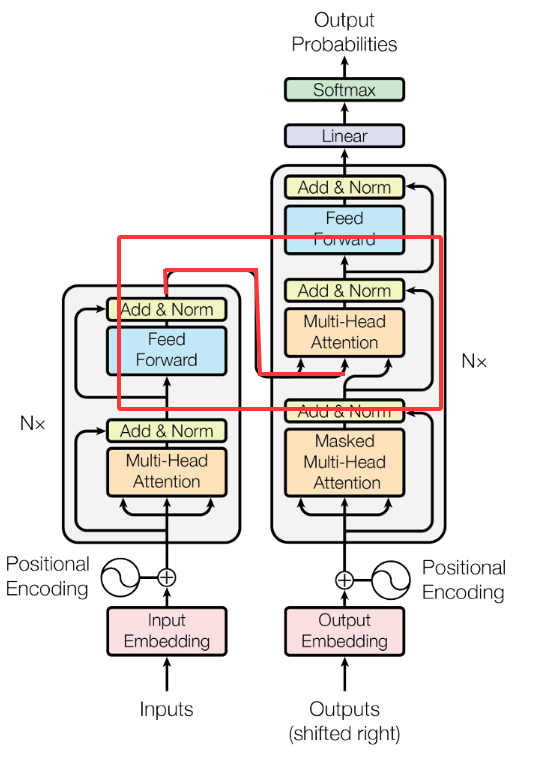 Output
Probabilities
Softmax
Linear
Add & Norm
Feed
Forward
Add & Norm
Multi-Head
Attention
Add & Norm
Masked
Multi-Head
Attention
Nx
Positional
Encoding
Output
Embedding
Outputs
(shifted right)
Add & Norm
Feed
Forward
Add & Norm
Multi-Head
Attention
Nx
Positional
Encoding
Input
Embedding
Inputs